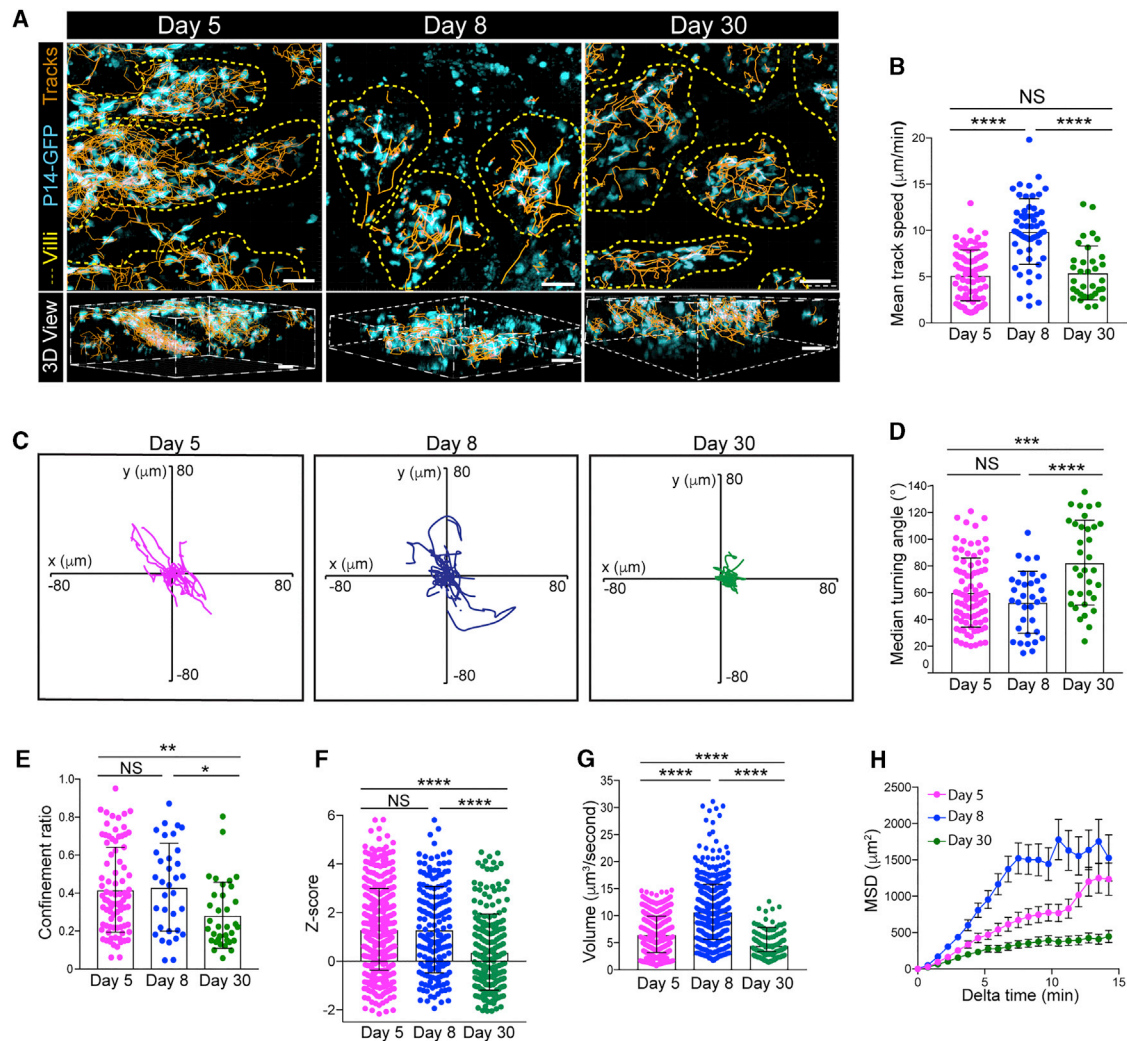 A
Day 5 Day 8 Day 30
--- Villi P14-GFP Tracks
3D View
B
NS
**** ****
Mean track speed (μm/min)
20
15
10
5
0
Day 5 Day 8 Day 30
C
Day 5 Day 8 Day 30
y (μm) 80 y (μm) 80 y (μm) 80
x (μm) x (μm) x (μm)
-80 80 -80 80 -80 80
-80 -80 -80
D
***
NS ****
Median turning angle (°)
140
120
100
80
60
40
20
0
Day 5 Day 8 Day 30
E
**
NS *
Confinement ratio
1.0
0.8
0.6
0.4
0.2
0
Day 5 Day 8 Day 30
F
****
NS ****
Z-score
6
4
2
0
-2
Day 5 Day 8 Day 30
G
****
**** ****
Volume (μm³/second)
35
30
25
20
15
10
5
0
Day 5 Day 8 Day 30
H
Day 5
Day 8
Day 30
MSD (μm²)
2500
2000
1500
1000
500
0
0 5 10 15
Delta time (min)